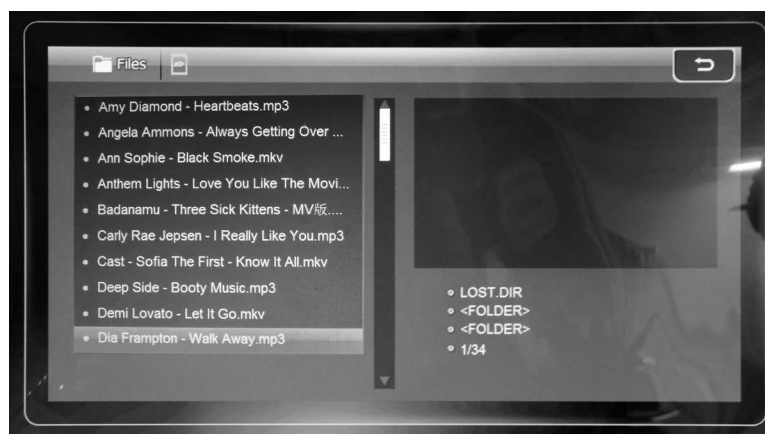 Files
Amy Diamond - Heartbeats.mp3
Angela Ammons - Always Getting Over ...
Ann Sophie - Black Smoke.mkv
Anthem Lights - Love You Like The Movi...
Badanamu - Three Sick Kittens - MV版....
Carly Rae Jepsen - I Really Like You.mp3
Cast - Sofia The First - Know It All.mkv
Deep Side - Booty Music.mp3
Demi Lovato - Let It Go.mkv
Dia Frampton - Walk Away.mp3
LOST.DIR
<FOLDER>
<FOLDER>
1/34